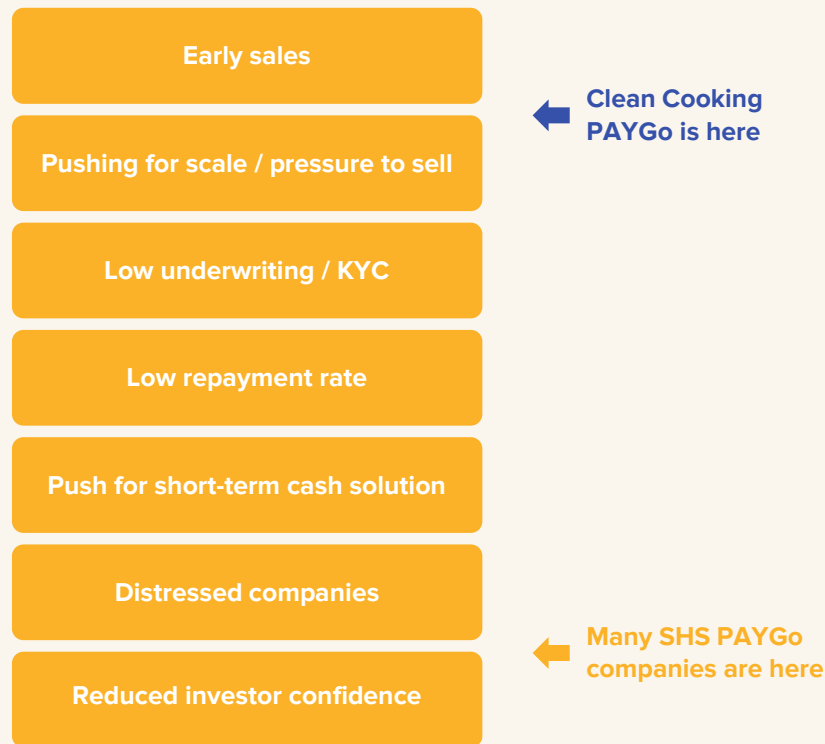 Early sales
Clean Cooking
PAYGo is here
Pushing for scale / pressure to sell
Low underwriting / KYC
Low repayment rate
Push for short-term cash solution
Distressed companies
Many SHS PAYGo
companies are here
Reduced investor confidence